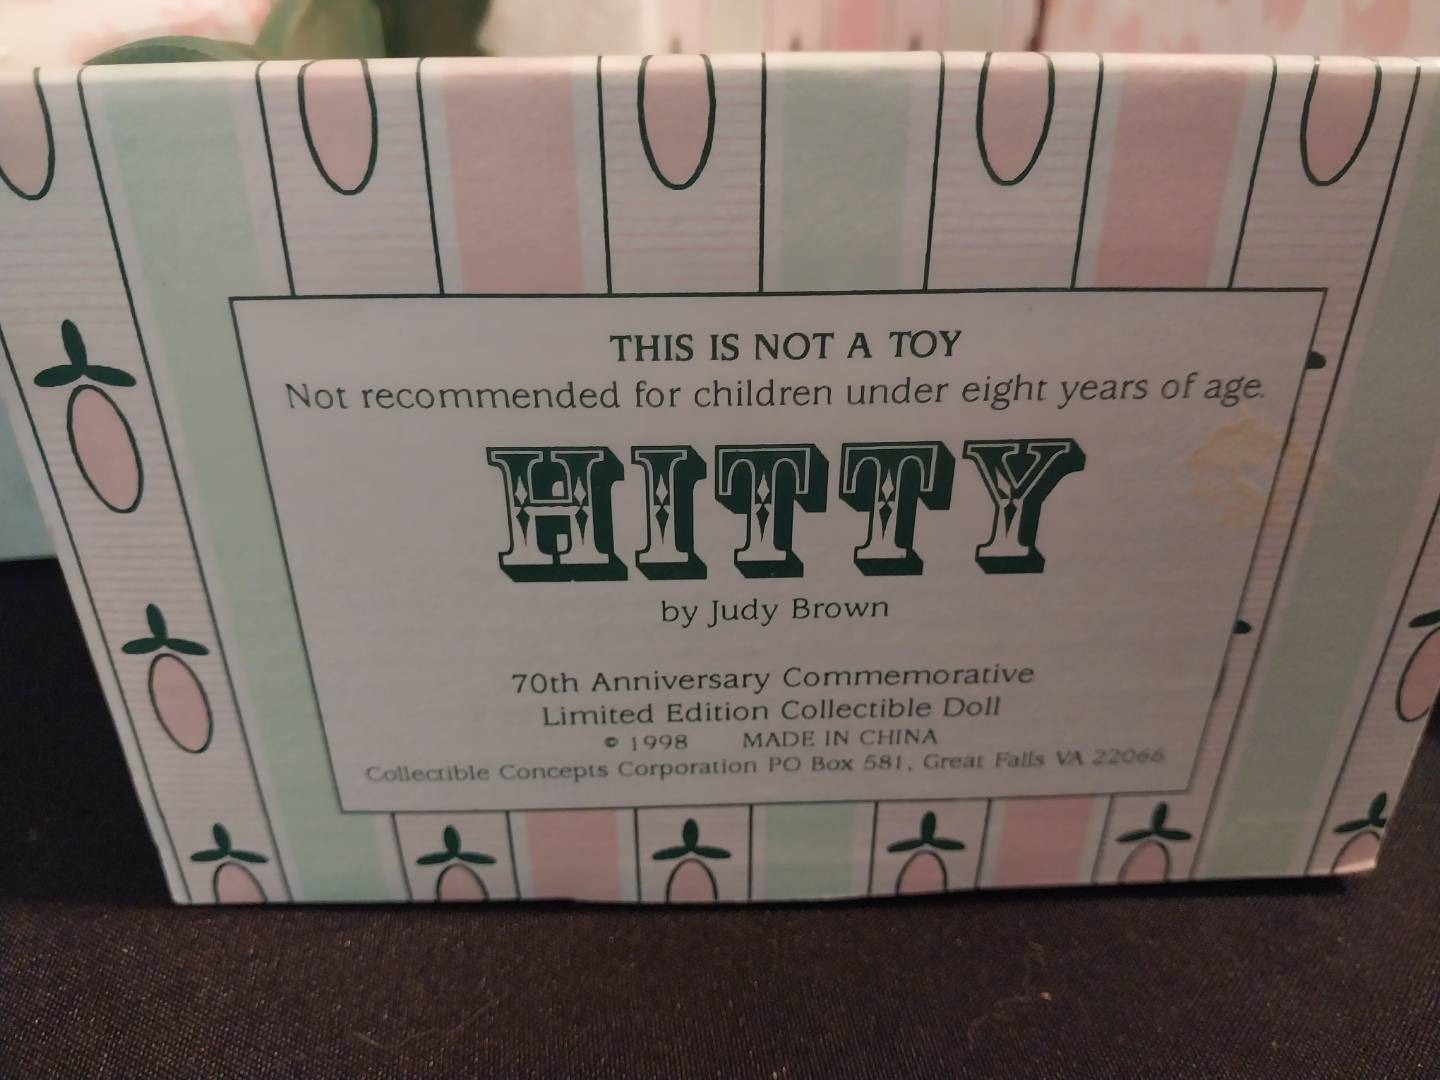 THIS IS NOT A TOY
Not recommended for children under eight years of age.
HITTY
by Judy Brown
70th Anniversary Commemorative
Limited Edition Collectible Doll
© 1998 MADE IN CHINA
Collectible Concepts Corporation PO Box 581, Great Falls VA 22066